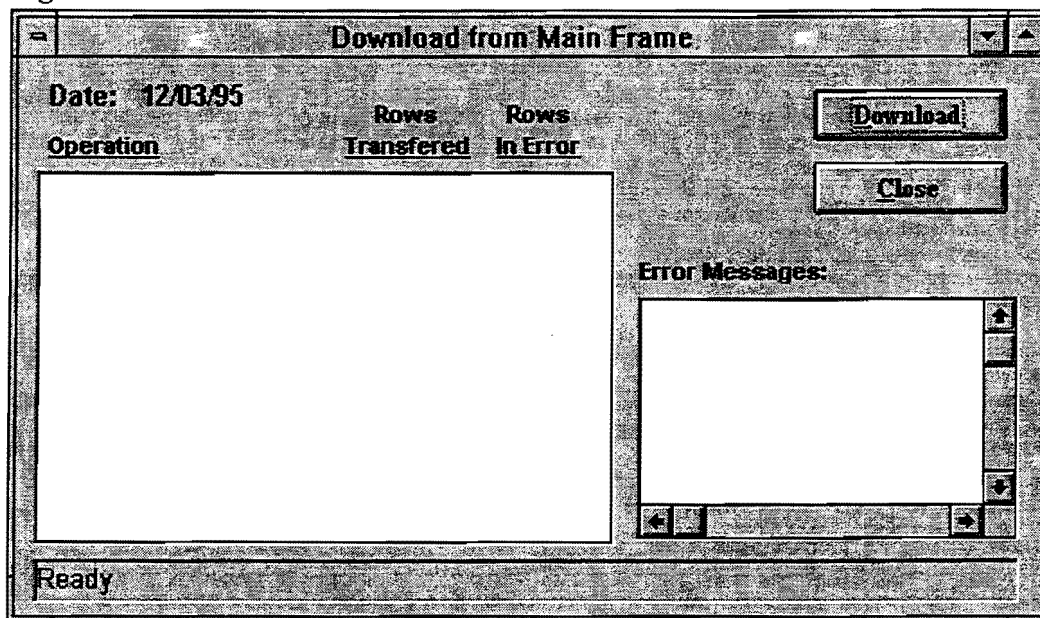 Download from Main Frame
Date: 12/03/95
Rows Rows
Operation Transfered In Error
Download
Close
Error Messages:
Ready